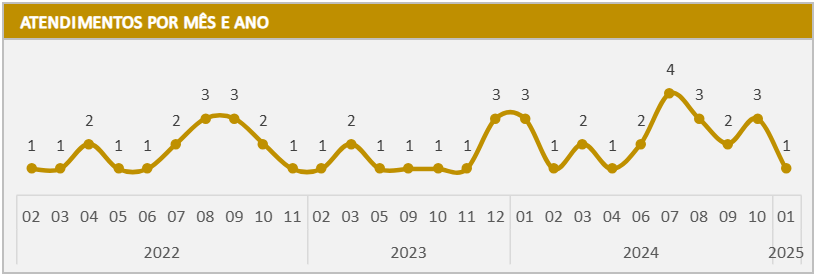 ATENDIMENTOS POR MÊS E ANO
1 1 2 1 1 2 3 3 2 1 1 2 1 1 1 1 3 3 1 2 1 2 4 3 2 3 1
02 03 04 05 06 07 08 09 10 11 02 03 05 09 10 11 12 01 02 03 04 06 07 08 09 10 01
2022 2023 2024 2025